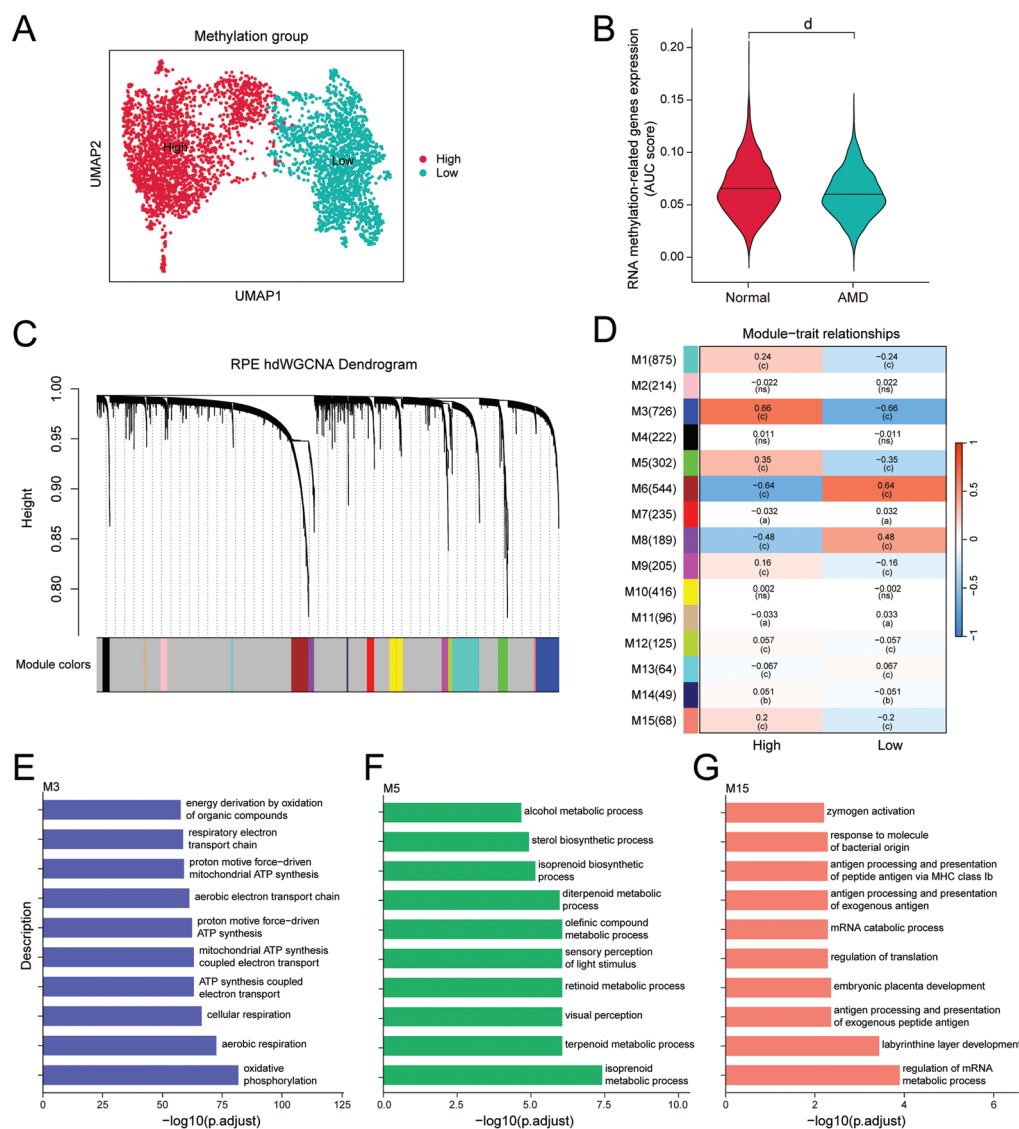 A
Methylation group
High
Low
UMAP2
UMAP1
High
Low
B
d
RNA methylation-related genes expression
(AUC score)
0.20
0.15
0.10
0.05
0.00
Normal
AMD
C
RPE hdWGCNA Dendrogram
Height
1.00
0.95
0.90
0.85
0.80
Module colors
D
Module−trait relationships
M1(875)
0.24
(c)
−0.24
(c)
M2(214)
−0.022
(ns)
0.022
(ns)
M3(726)
0.66
(c)
−0.66
(c)
M4(222)
0.011
(ns)
−0.011
(ns)
M5(302)
0.35
(c)
−0.35
(c)
M6(544)
−0.64
(c)
0.64
(c)
M7(235)
−0.032
(a)
0.032
(a)
M8(189)
−0.48
(c)
0.48
(c)
M9(205)
0.16
(c)
−0.16
(c)
M10(416)
0.002
(ns)
−0.002
(ns)
M11(96)
−0.033
(a)
0.033
(a)
M12(125)
0.057
(c)
−0.057
(c)
M13(64)
−0.067
(c)
0.067
(c)
M14(49)
0.051
(b)
−0.051
(b)
M15(68)
0.2
(c)
−0.2
(c)
High
Low
1
0.5
0
−0.5
−1
E
M3
Description
energy derivation by oxidation
of organic compounds
respiratory electron
transport chain
proton motive force−driven
mitochondrial ATP synthesis
aerobic electron transport chain
proton motive force−driven
ATP synthesis
mitochondrial ATP synthesis
coupled electron transport
ATP synthesis coupled
electron transport
cellular respiration
aerobic respiration
oxidative
phosphorylation
0
25
50
75
100
125
−log10(p.adjust)
F
M5
alcohol metabolic process
sterol biosynthetic process
isoprenoid biosynthetic
process
diterpenoid metabolic
process
olefinic compound
metabolic process
sensory perception
of light stimulus
retinoid metabolic process
visual perception
terpenoid metabolic process
isoprenoid
metabolic process
0.0
2.5
5.0
7.5
10.0
−log10(p.adjust)
G
M15
zymogen activation
response to molecule
of bacterial origin
antigen processing and presentation
of peptide antigen via MHC class Ib
antigen processing and presentation
of exogenous antigen
mRNA catabolic process
regulation of translation
embryonic placenta development
antigen processing and presentation
of exogenous peptide antigen
labyrinthine layer development
regulation of mRNA
metabolic process
0
2
4
6
−log10(p.adjust)